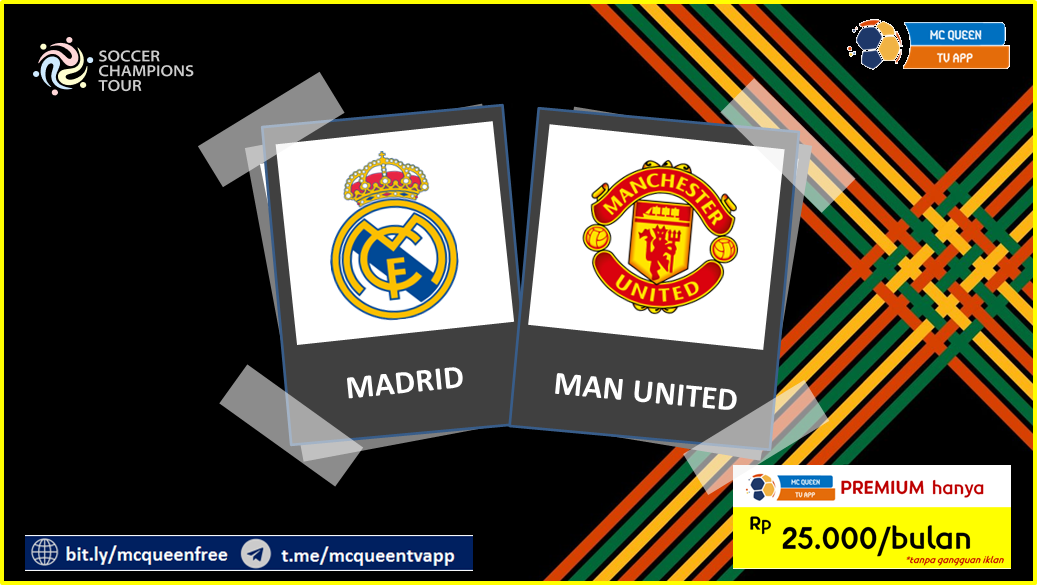 SOCCER
CHAMPIONS
TOUR
MC QUEEN
TV APP
MANCHESTER
UNITED
MADRID
MAN UNITED
MC QUEEN
TV APP
PREMIUM hanya
Rp 25.000/bulan
*tanpa gangguan iklan
bit.ly/mcqueenfree
t.me/mcqueentvapp